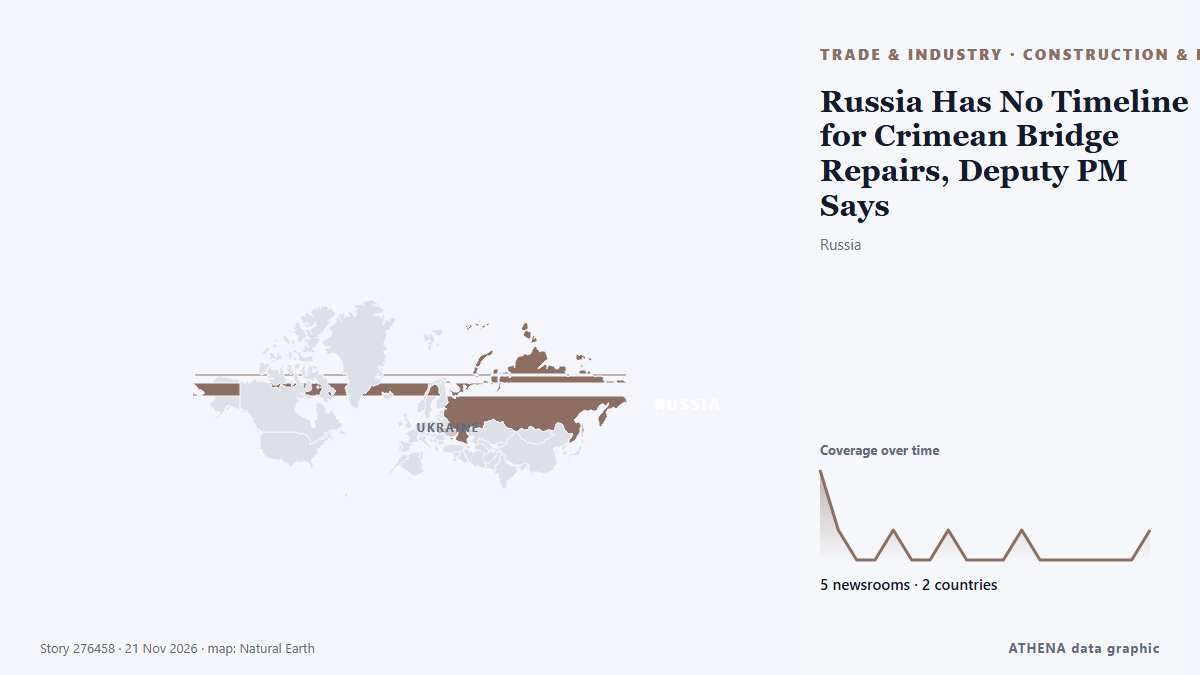 TRADE & INDUSTRY · CONSTRUCTION &
Russia Has No Timeline
for Crimean Bridge
Repairs, Deputy PM
Says
Russia
RUSSIA
UKRAINE
Coverage over time
5 newsrooms · 2 countries
Story 276458 · 21 Nov 2026 · map: Natural Earth
ATHENA data graphic